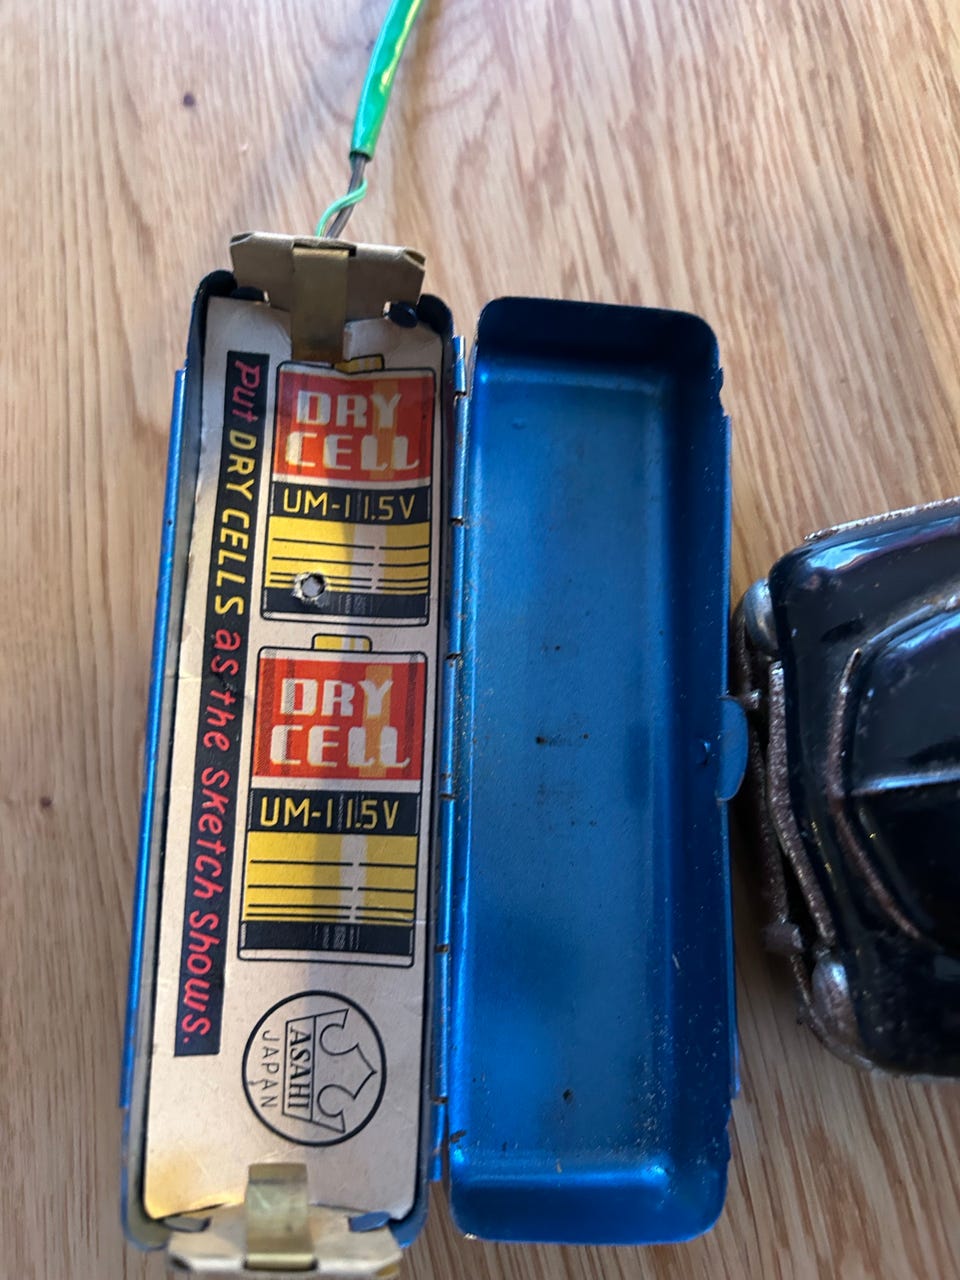 Put DRY CELLS as the sketch shows.
DRY
CELL
UM-1 1.5V
DRY
CELL
UM-1 1.5V
ASAHI
JAPAN